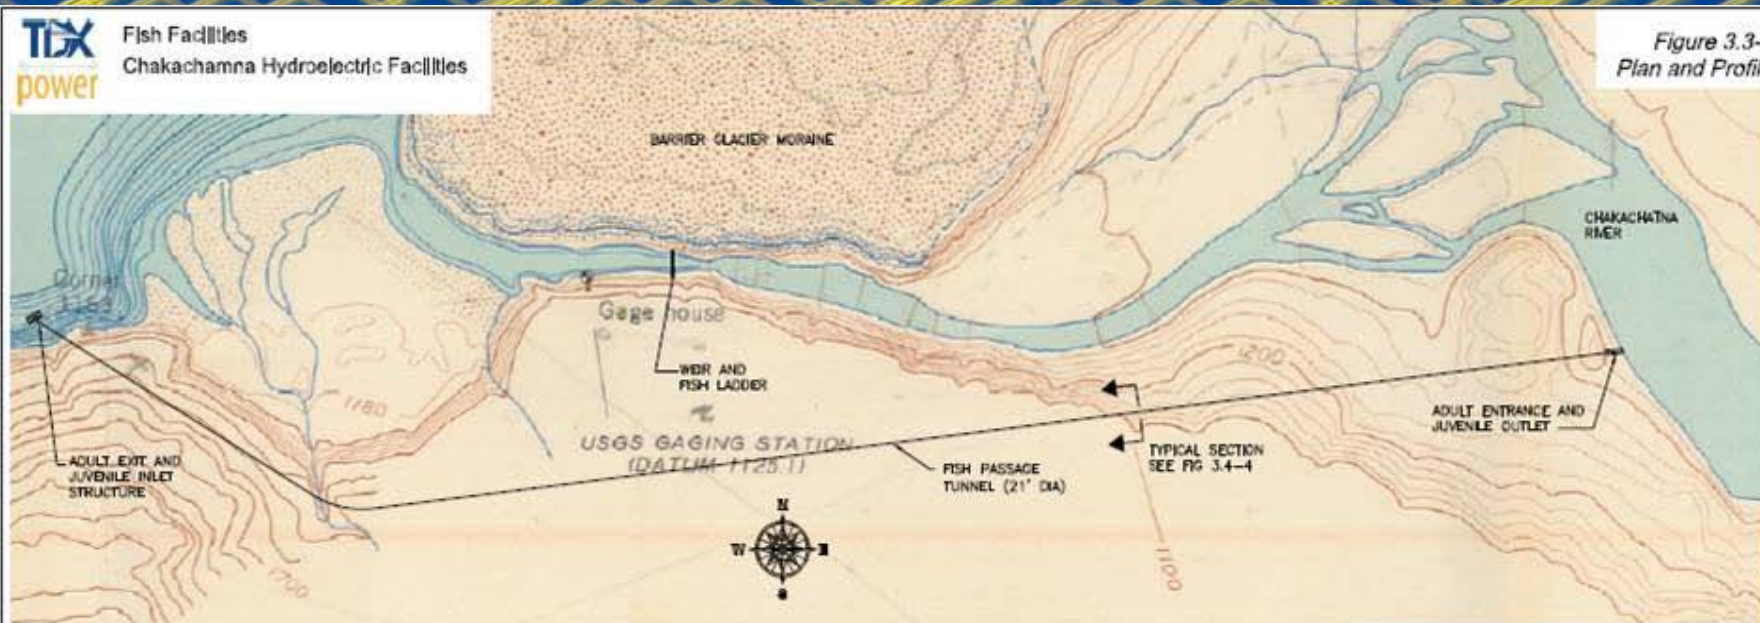 TDX
power
Fish Facilities
Chakachamna Hydroelectric Facilities
Figure 3.3-
Plan and Profil
BARRIER GLACIER MORAINE
CHAKACHATNA
RIVER
Corner
Gage house
WEIR AND
FISH LADDER
1200
1180
USGS GAGING STATION
(DATUM 1125.1)
ADULT EXIT AND
JUVENILE INLET
STRUCTURE
FISH PASSAGE
TUNNEL (21' DIA)
TYPICAL SECTION
SEE FIG 3.4-4
ADULT ENTRANCE AND
JUVENILE OUTLET
N
W E
S
1700
1100